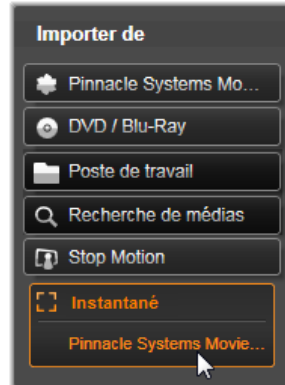 Importer de
Pinnacle Systems Mo...
DVD / Blu-Ray
Poste de travail
Recherche de médias
Stop Motion
Instantané
Pinnacle Systems Movie...